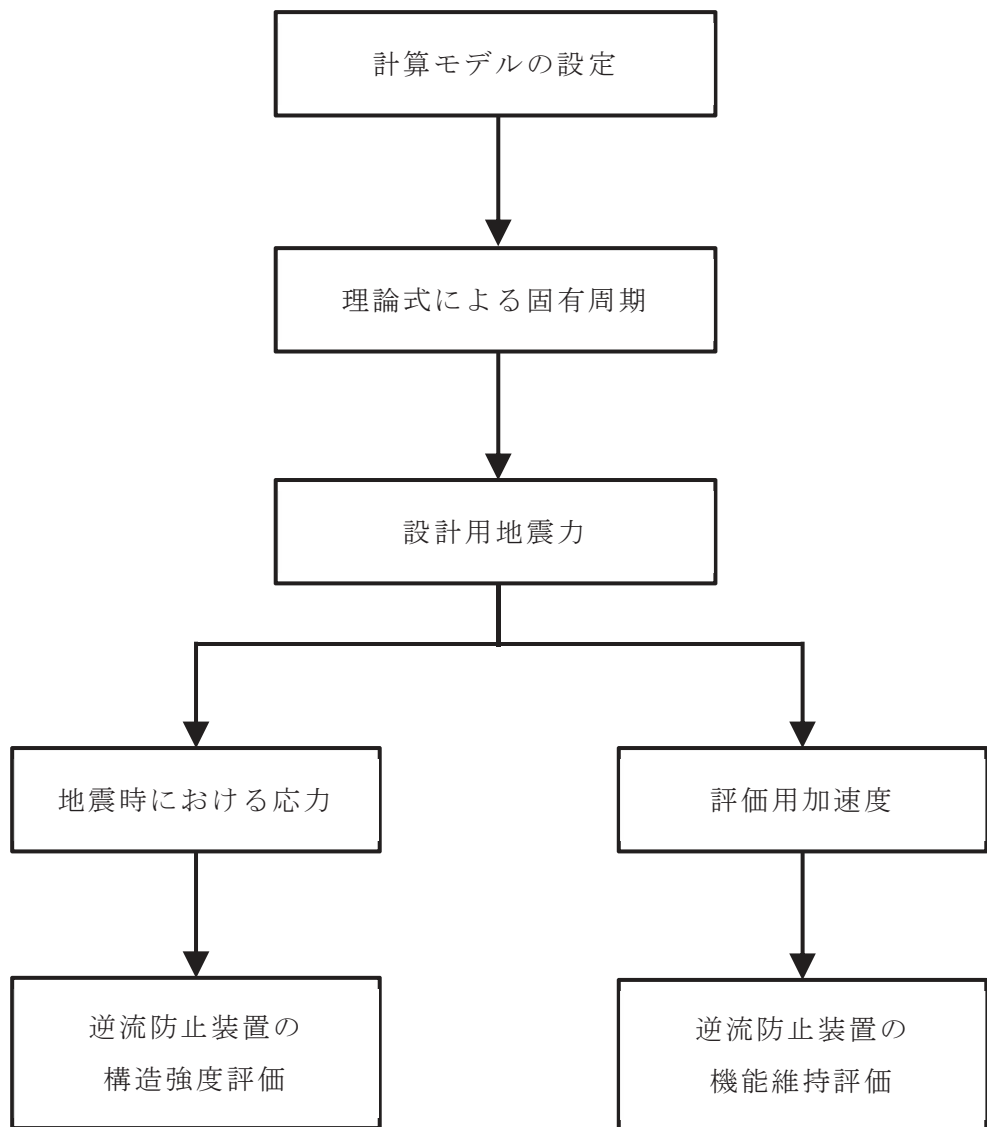 計算モデルの設定
理論式による固有周期
設計用地震力
地震時における応力
評価用加速度
逆流防止装置の
構造強度評価
逆流防止装置の
機能維持評価